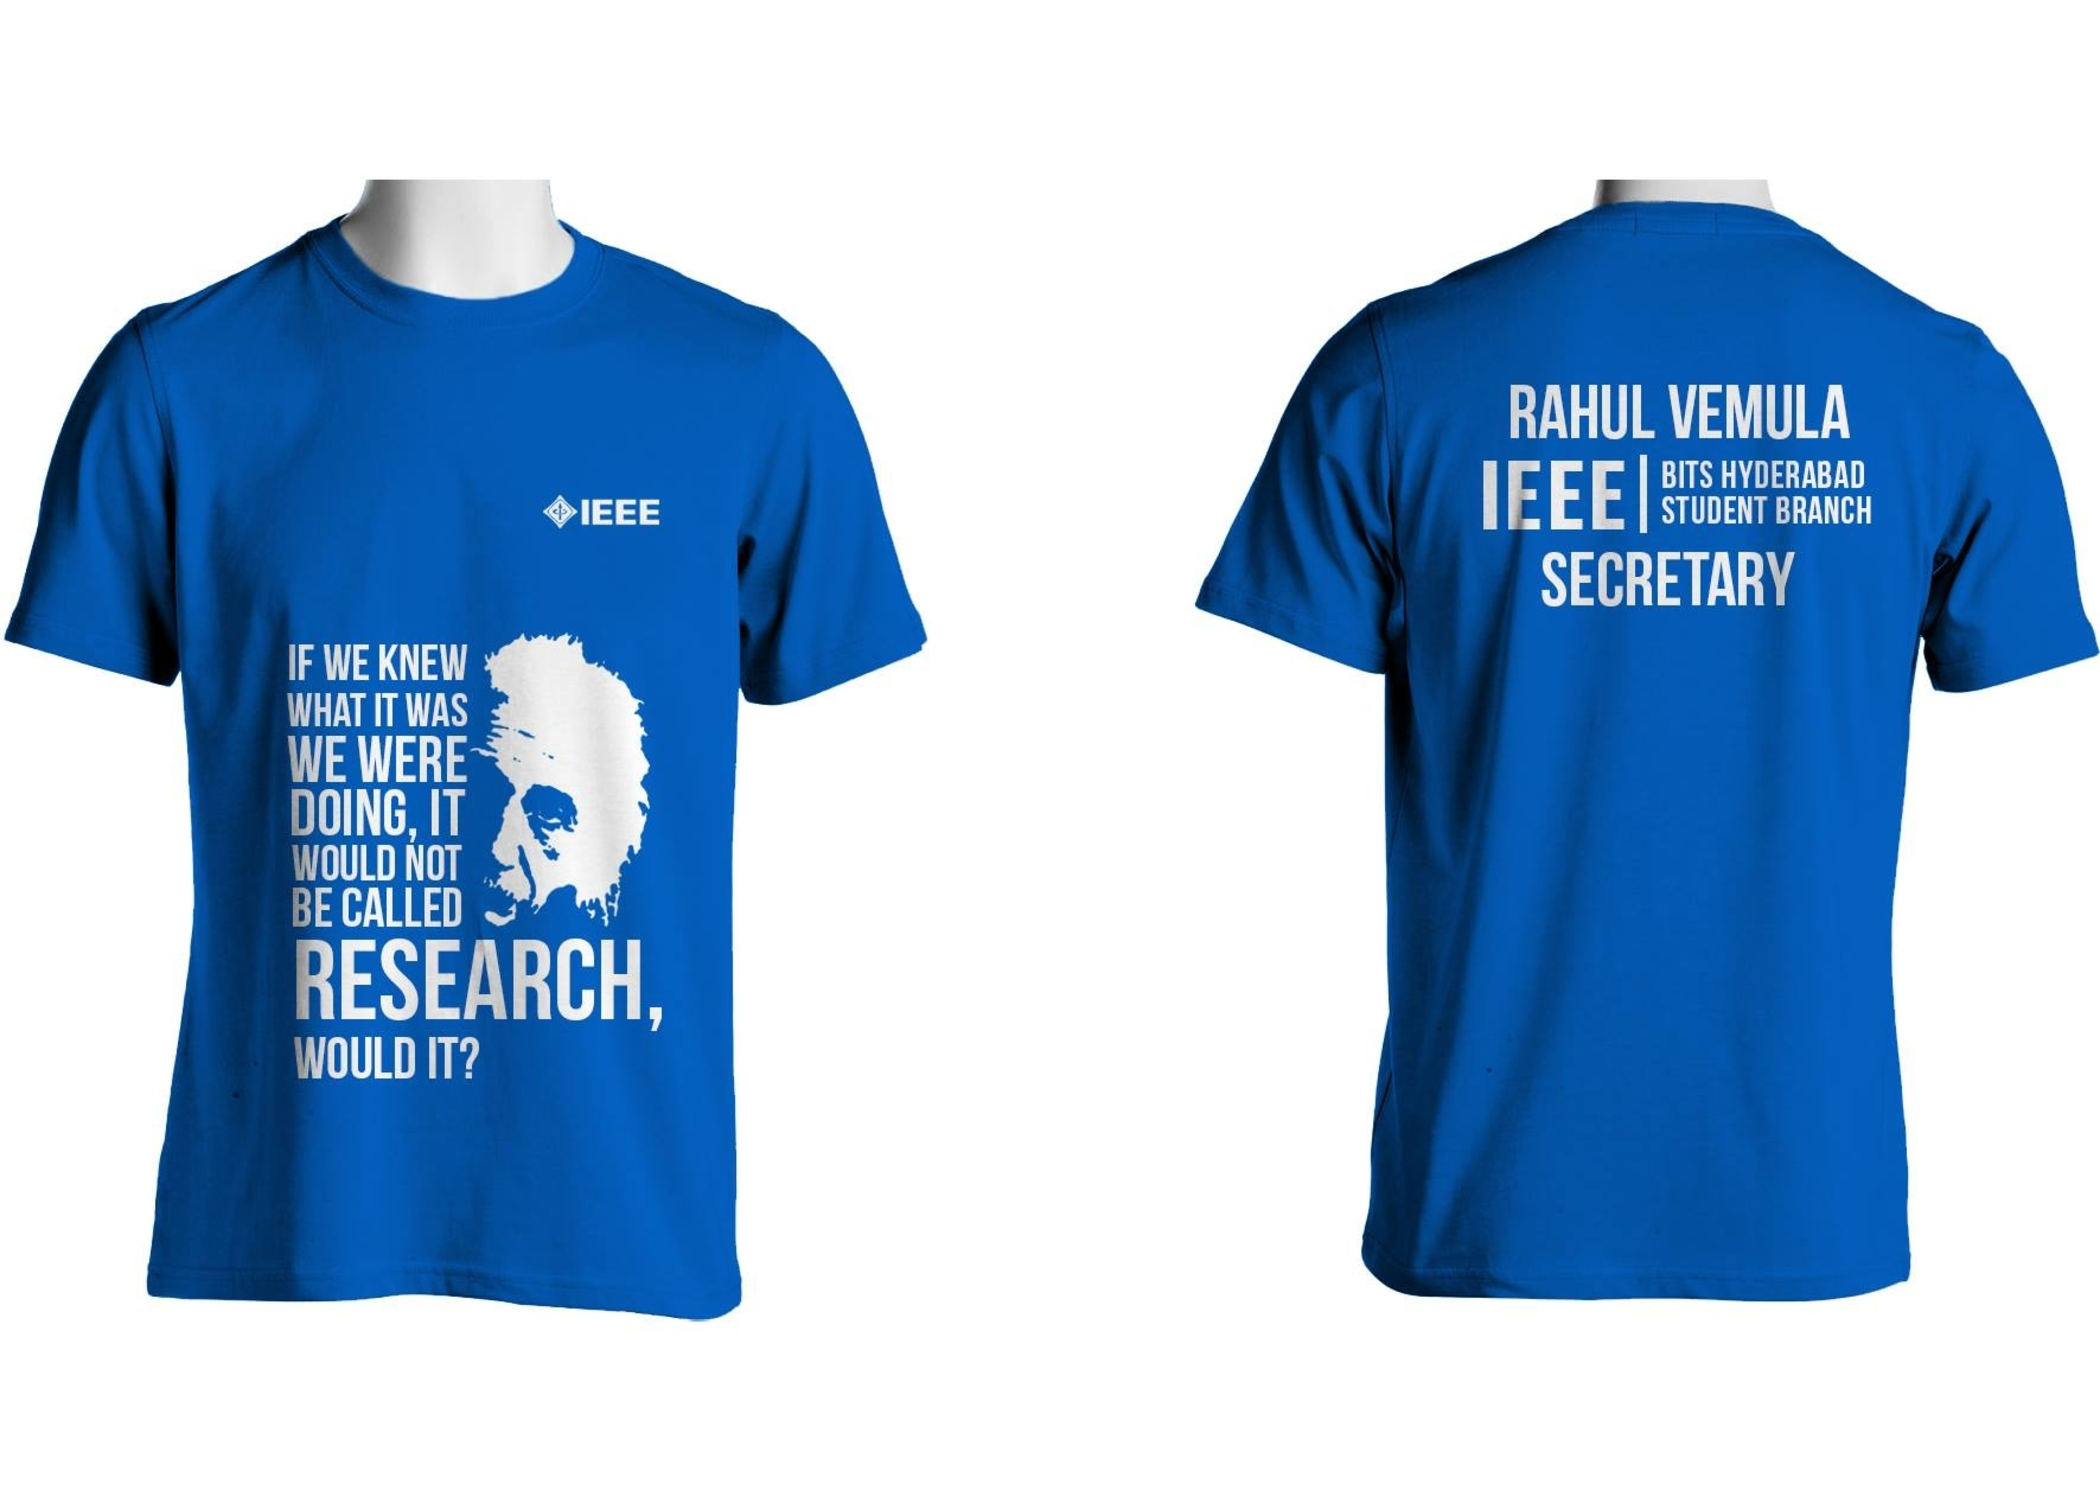 IEEE
IF WE KNEW
WHAT IT WAS
WE WERE
DOING, IT
WOULD NOT
BE CALLED
RESEARCH,
WOULD IT?
RAHUL VEMULA
IEEE | BITS HYDERABAD
STUDENT BRANCH
SECRETARY